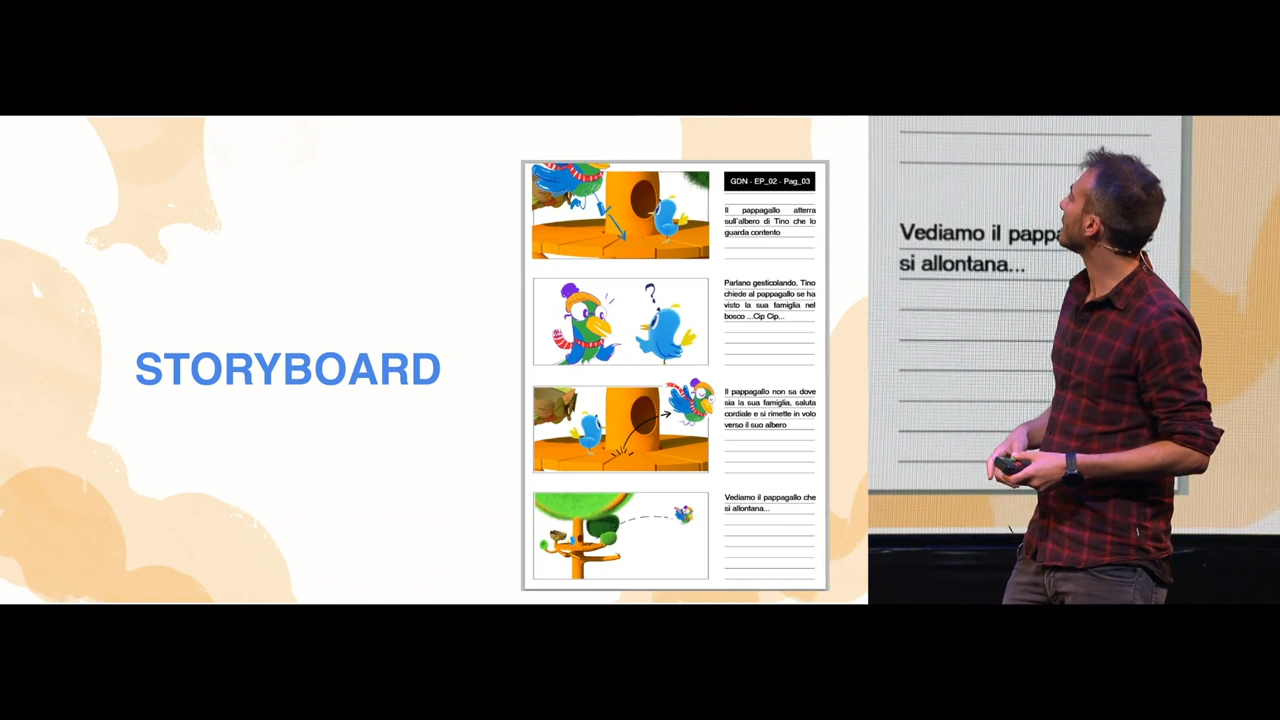 STORYBOARD
GDN - EP_02 - Pag_03
Il pappagallo atterra
sull'albero di Tino che lo
guarda contento
?
Parlano gesticolando. Tino
chiede al pappagallo se ha
visto la sua famiglia nel
bosco ...Cip Cip...
Il pappagallo non sa dove
sia la sua famiglia, saluta
cordiale e si rimette in volo
verso il suo albero
Vediamo il pappagallo che
si allontana...
Vediamo il pappa
si allontana...